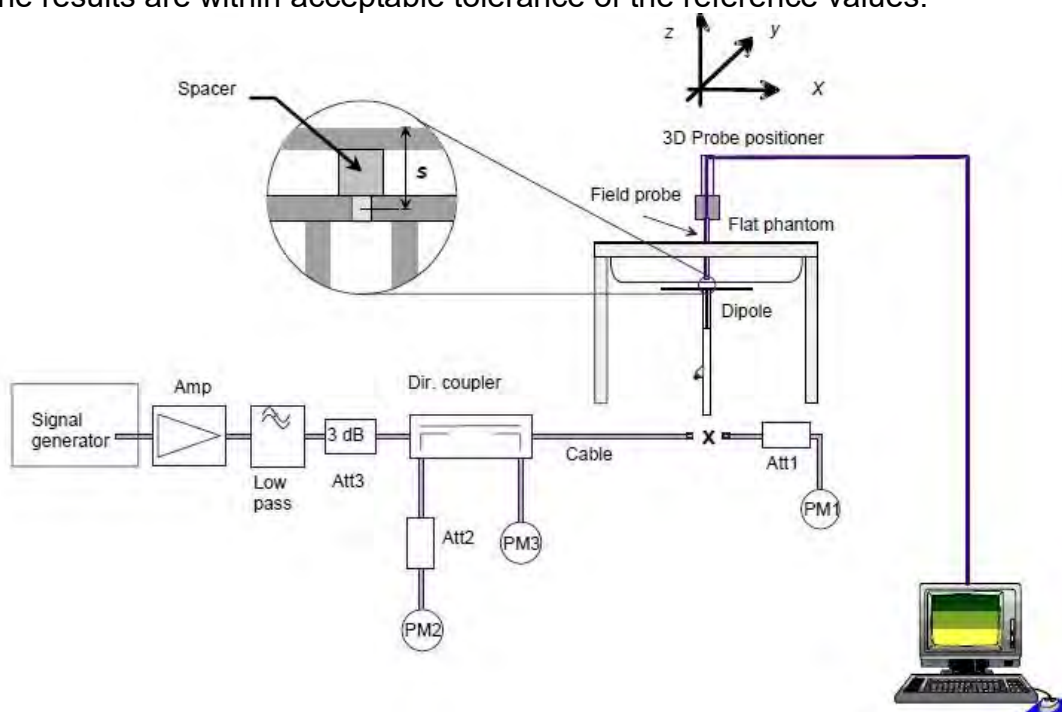 The results are within acceptable tolerance of the reference values.
z
y
x
Spacer
s
3D Probe positioner
Field probe
Flat phantom
Dipole
Signal
generator
Amp
Low
pass
3 dB
Att3
Dir. coupler
Cable
x
Att1
PM1
Att2
PM3
PM2